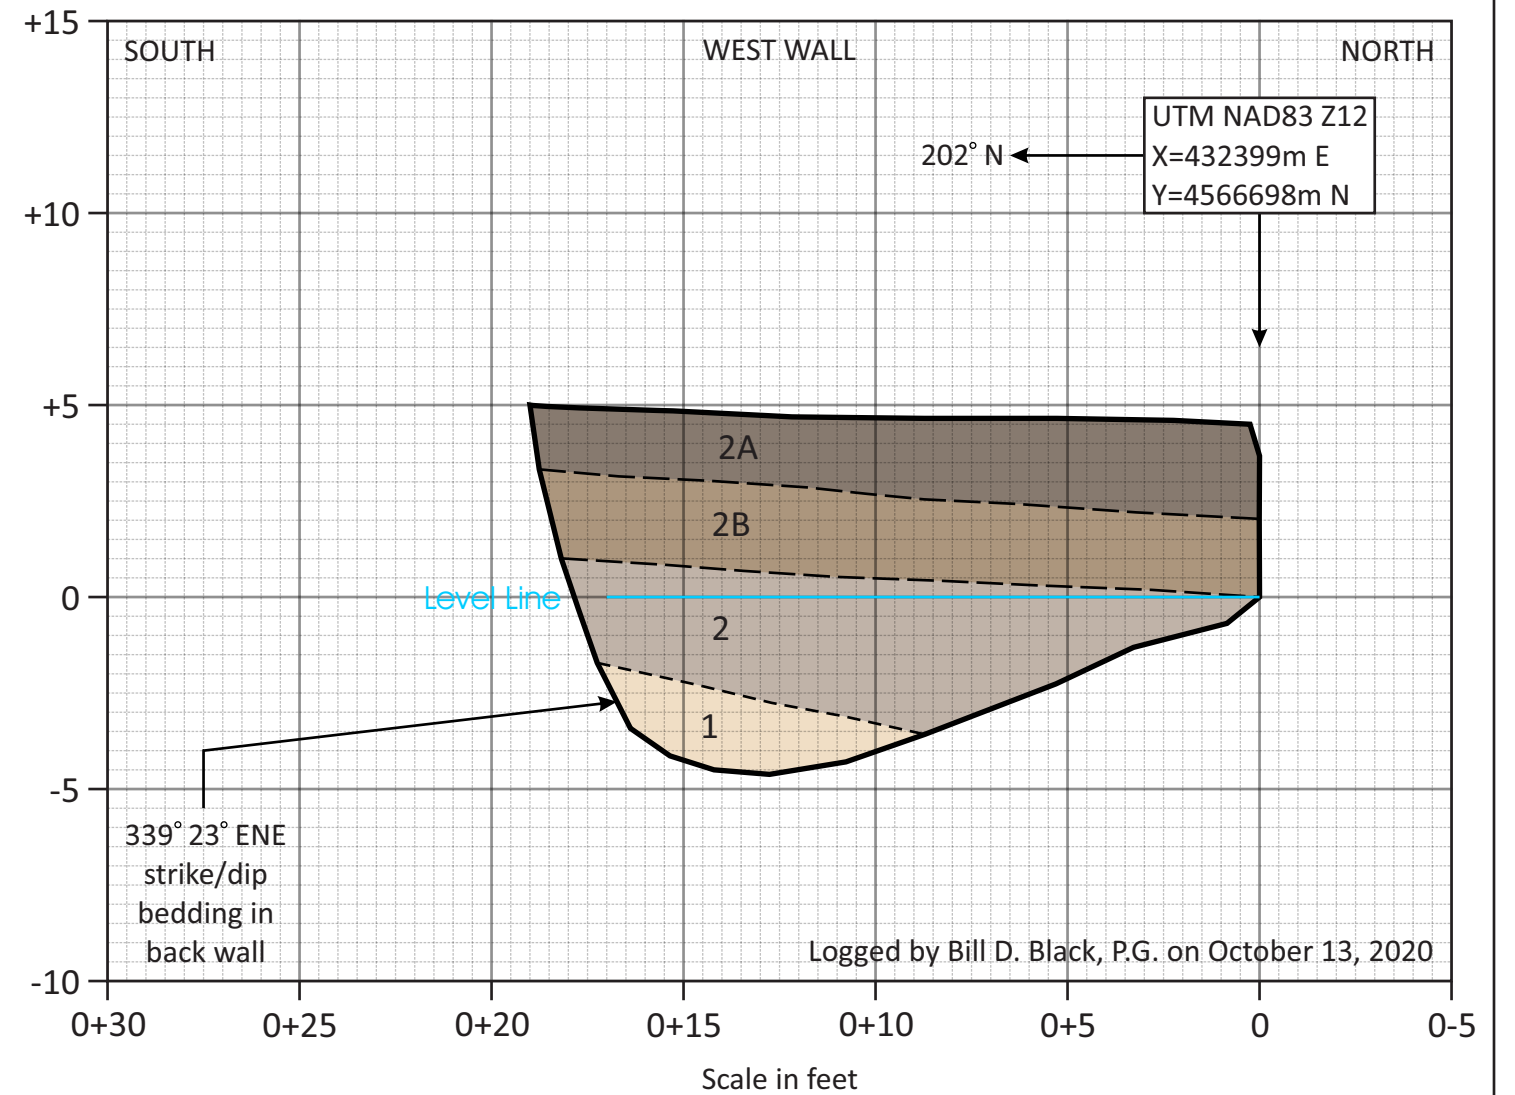 +15
SOUTH
WEST WALL
NORTH
UTM NAD83 Z12
202° N
X=432399m E
Y=4566698m N
+10
+5
2A
2B
0
Level Line
2
1
-5
339° 23° ENE
strike/dip
bedding in
back wall
Logged by Bill D. Black, P.G. on October 13, 2020
-10
0+30
0+25
0+20
0+15
0+10
0+5
0
0-5
Scale in feet